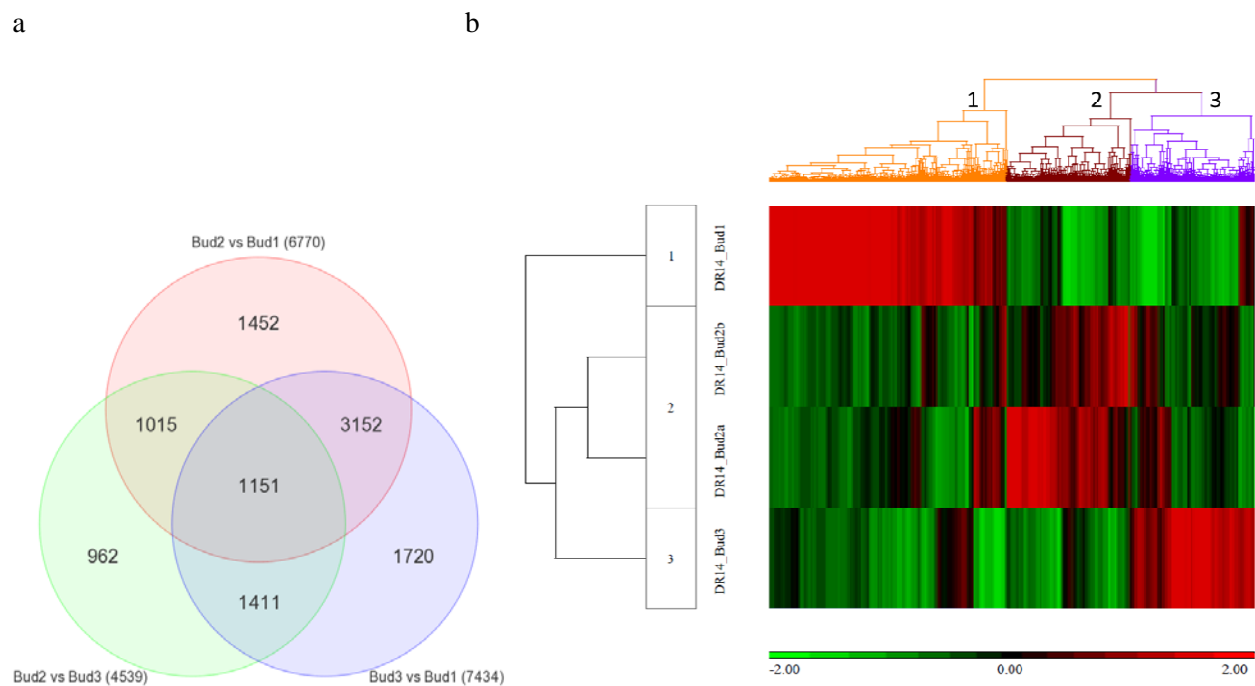 a
b
1
2
3
Bud2 vs Bud1 (6770)
1452
1015
3152
1151
962
1720
1411
Bud2 vs Bud3 (4539)
Bud3 vs Bud1 (7434)
1
DR14_Bud1
DR14_Bud2b
2
DR14_Bud2a
3
DR14_Bud3
-2.00
0.00
2.00